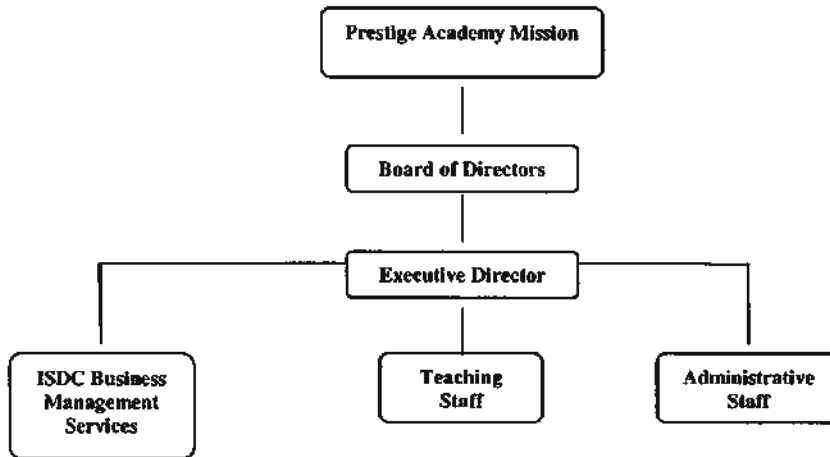 Prestige Academy Mission
Board of Directors
Executive Director
ISDC Business
Management
Services
Teaching
Staff
Administrative
Staff